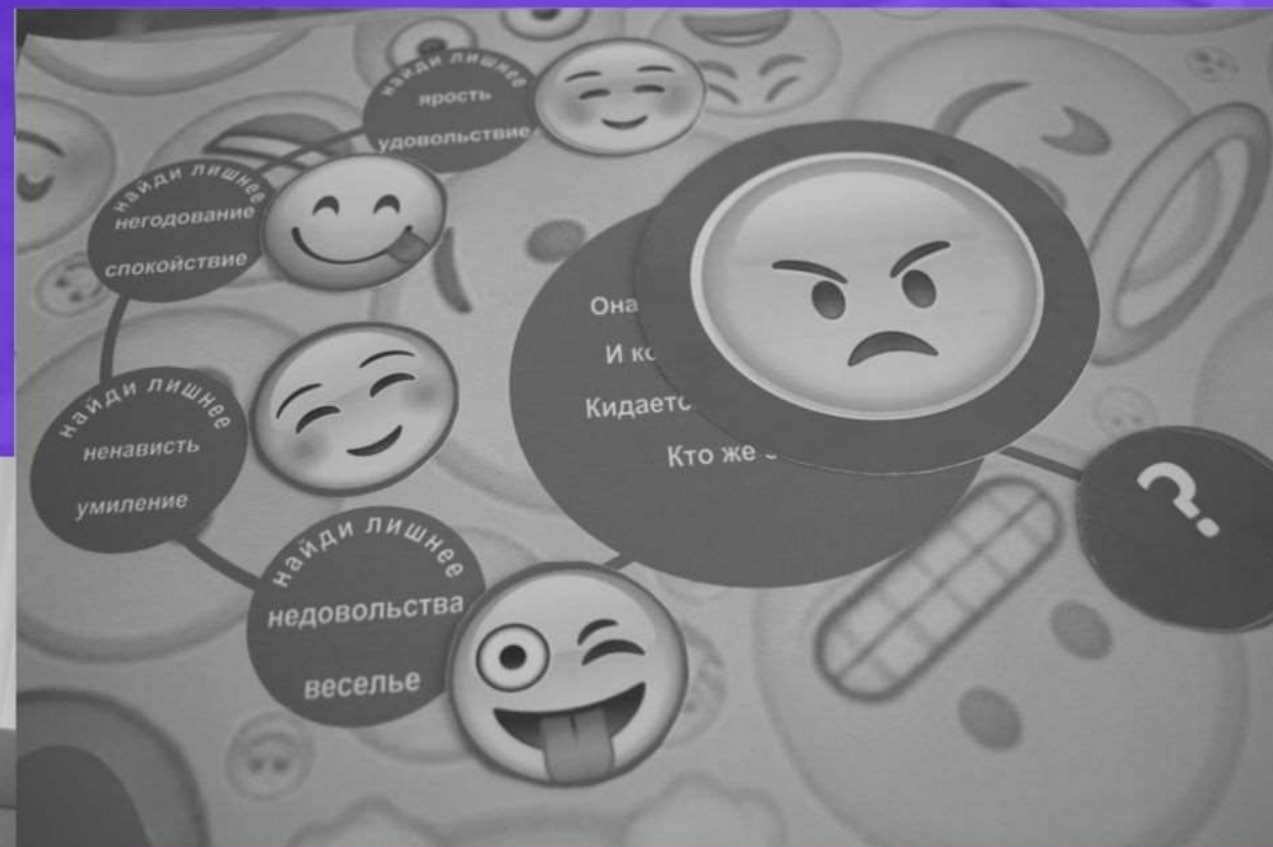 найди лишнее
ярость
удовольствие
найди лишнее
негодование
спокойствие
найди лишнее
ненависть
умиление
найди лишнее
недовольства
веселье
Она
И
Кто же
?